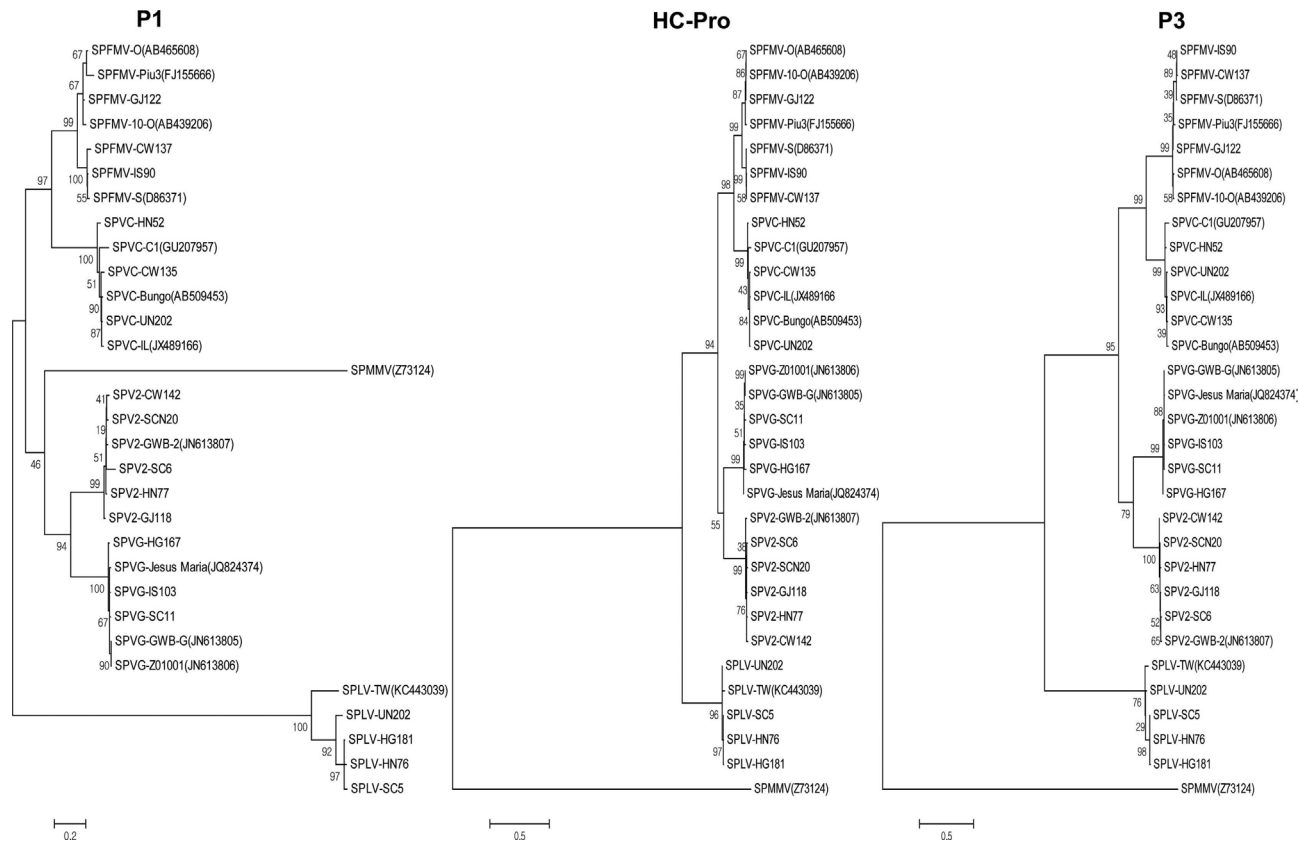 P1
67
SPFMV-O(AB465608)
SPFMV-Piu3(FJ155666)
67
SPFMV-GJ122
99
SPFMV-10-O(AB439206)
SPFMV-CW137
100
SPFMV-IS90
97
55
SPFMV-S(D86371)
SPVC-HN52
SPVC-C1(GU207957)
100
SPVC-CW135
51
SPVC-Bungo(AB509453)
90
SPVC-UN202
87
SPVC-IL(JX489166)
SPMMV(Z73124)
41
SPV2-CW142
19
SPV2-SCN20
SPV2-GWB-2(JN613807)
51
46
SPV2-SC6
99
SPV2-HN77
SPV2-GJ118
94
SPVG-HG167
SPVG-Jesus Maria(JQ824374)
100
SPVG-IS103
SPVG-SC11
67
SPVG-GWB-G(JN613805)
90
SPVG-Z01001(JN613806)
SPLV-TW(KC443039)
100
SPLV-UN202
SPLV-HG181
92
SPLV-HN76
97
SPLV-SC5
0.2
HC-Pro
67
SPFMV-O(AB465608)
86
SPFMV-10-O(AB439206)
87
SPFMV-GJ122
SPFMV-Piu3(FJ155666)
99
SPFMV-S(D86371)
SPFMV-IS90
99
98
58
SPFMV-CW137
SPVC-HN52
SPVC-C1(GU207957)
99
SPVC-CW135
43
SPVC-IL(JX489166
84
SPVC-Bungo(AB509453)
SPVC-UN202
94
99
SPVG-Z01001(JN613806)
SPVG-GWB-G(JN613805)
35
SPVG-SC11
51
SPVG-IS103
99
SPVG-HG167
SPVG-Jesus Maria(JQ824374)
55
SPV2-GWB-2(JN613807)
38
SPV2-SC6
99
SPV2-SCN20
SPV2-GJ118
76
SPV2-HN77
SPV2-CW142
SPLV-UN202
SPLV-TW(KC443039)
96
SPLV-SC5
SPLV-HN76
97
SPLV-HG181
SPMMV(Z73124)
0.5
P3
48
SPFMV-IS90
89
SPFMV-CW137
39
SPFMV-S(D86371)
35
SPFMV-Piu3(FJ155666)
99
SPFMV-GJ122
SPFMV-O(AB465608)
58
SPFMV-10-O(AB439206)
99
SPVC-C1(GU207957)
SPVC-HN52
99
SPVC-UN202
SPVC-IL(JX489166)
93
SPVC-CW135
39
SPVC-Bungo(AB509453)
95
SPVG-GWB-G(JN613805)
SPVG-Jesus Maria(JQ824374)
88
SPVG-Z01001(JN613806)
SPVG-IS103
99
SPVG-SC11
SPVG-HG167
79
SPV2-CW142
SPV2-SCN20
100
SPV2-HN77
63
SPV2-GJ118
52
SPV2-SC6
65
SPV2-GWB-2(JN613807)
SPLV-TW(KC443039)
SPLV-UN202
76
SPLV-SC5
29
SPLV-HN76
98
SPLV-HG181
SPMMV(Z73124)
0.5